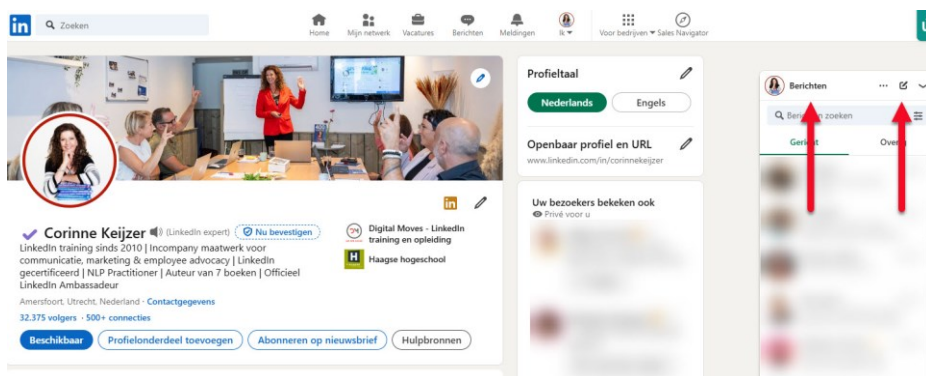 in
Zoeken
Home
Mijn netwerk
Vacatures
Berichten
Meldingen
Ik
Voor bedrijven
Sales Navigator
Corinne Keijzer (LinkedIn expert) Nu bevestigen
LinkedIn training sinds 2010 | Incompany maatwerk voor
communicatie, marketing & employee advocacy | LinkedIn
gecertificeerd | NLP Practitioner | Auteur van 7 boeken | Officieel
LinkedIn Ambassadeur
Amersfoort, Utrecht, Nederland · Contactgegevens
32.375 volgers · 500+ connecties
Beschikbaar
Profielonderdeel toevoegen
Abonneren op nieuwsbrief
Hulpbronnen
in
Digital Moves - LinkedIn
training en opleiding
H
Haagse hogeschool
Profieltaal
Nederlands
Engels
Openbaar profiel en URL
www.linkedin.com/in/corinnekeijzer
Uw bezoekers bekeken ook
Privé voor u
Berichten
zoeken